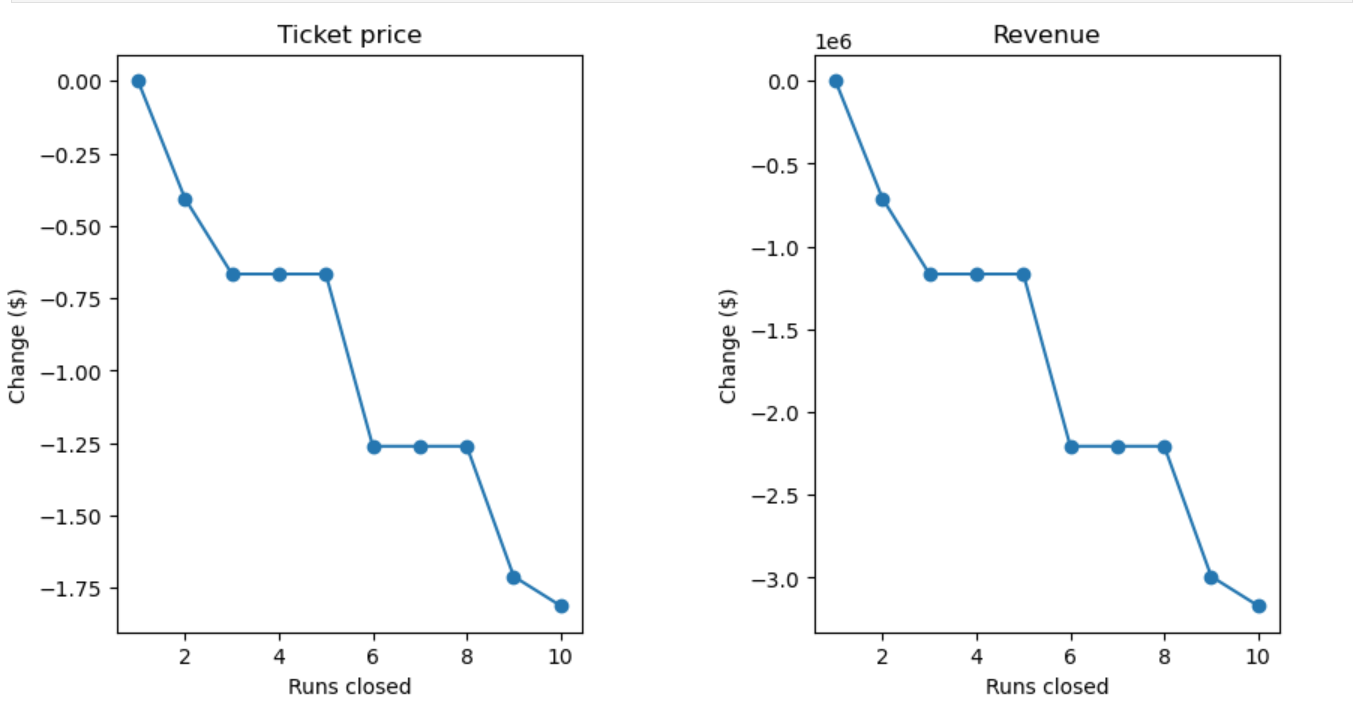 Ticket price
0.00
−0.25
−0.50
−0.75
−1.00
−1.25
−1.50
−1.75
Change ($)
2 4 6 8 10
Runs closed
Revenue
1e6
0.0
−0.5
−1.0
−1.5
−2.0
−2.5
−3.0
Change ($)
2 4 6 8 10
Runs closed